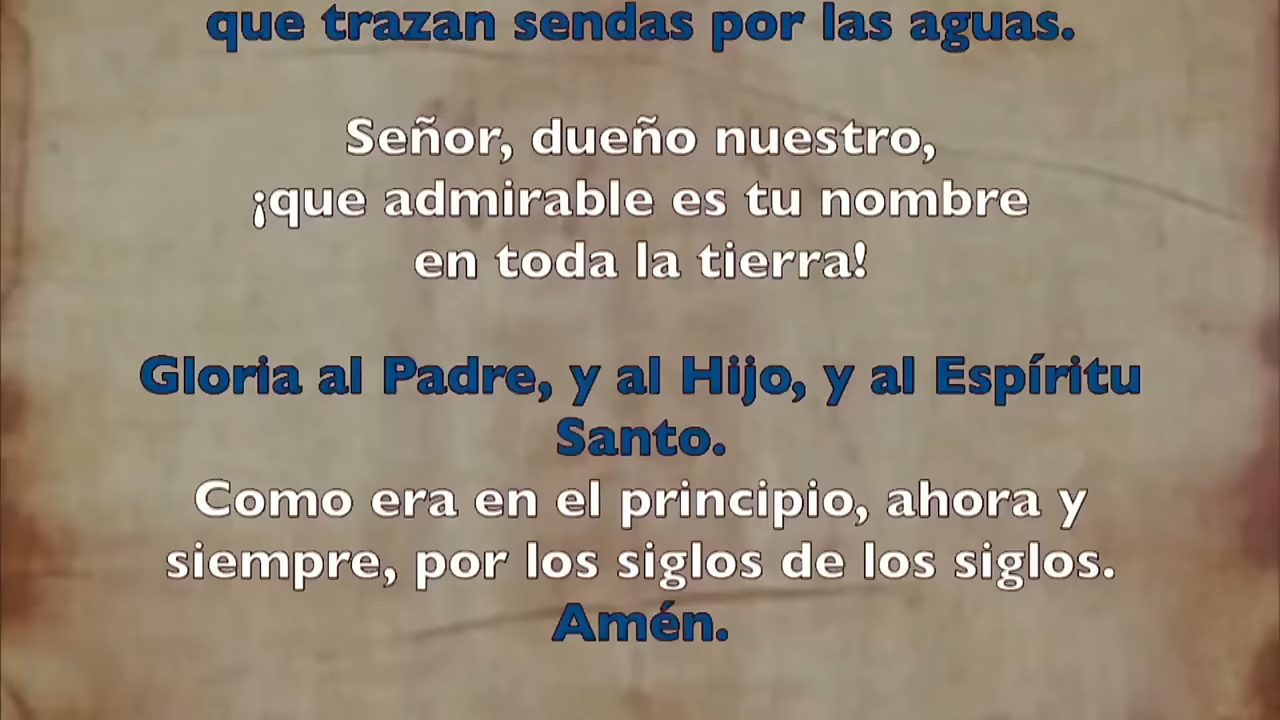 que trazan sendas por las aguas.
Señor, dueño nuestro,
¡que admirable es tu nombre
en toda la tierra!
Gloria al Padre, y al Hijo, y al Espíritu
Santo.
Como era en el principio, ahora y
siempre, por los siglos de los siglos.
Amén.